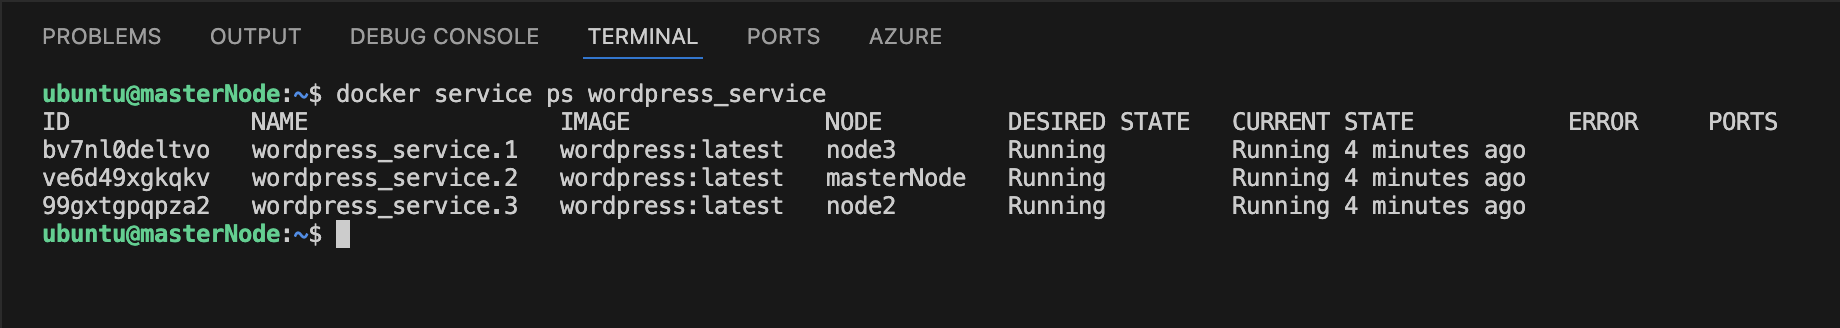 PROBLEMS OUTPUT DEBUG CONSOLE TERMINAL PORTS AZURE
ubuntu@masterNode:~$ docker service ps wordpress_service
ID NAME IMAGE NODE DESIRED STATE CURRENT STATE ERROR PORTS
bv7nl0deltvo wordpress_service.1 wordpress:latest node3 Running Running 4 minutes ago
ve6d49xgkqkv wordpress_service.2 wordpress:latest masterNode Running Running 4 minutes ago
99gxtgpqpza2 wordpress_service.3 wordpress:latest node2 Running Running 4 minutes ago
ubuntu@masterNode:~$